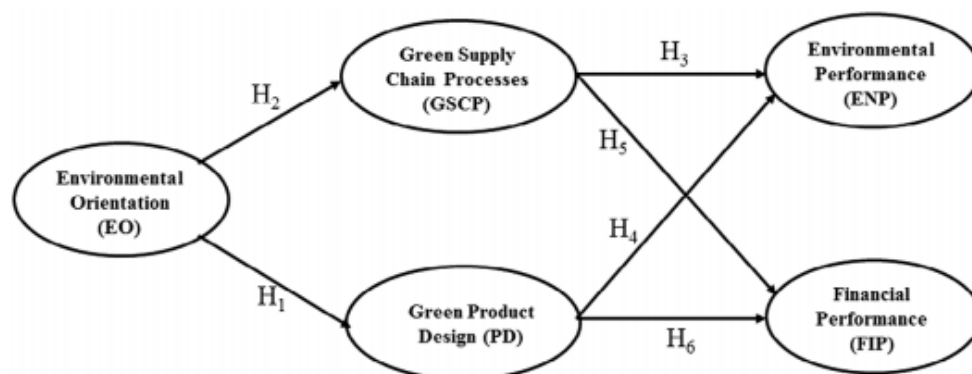 Green Supply
Chain Processes
(GSCP)
Environmental
Performance
(ENP)
H3
H2
H5
Environmental
Orientation
(EO)
H4
H1
Green Product
Design (PD)
Financial
Performance
(FIP)
H6